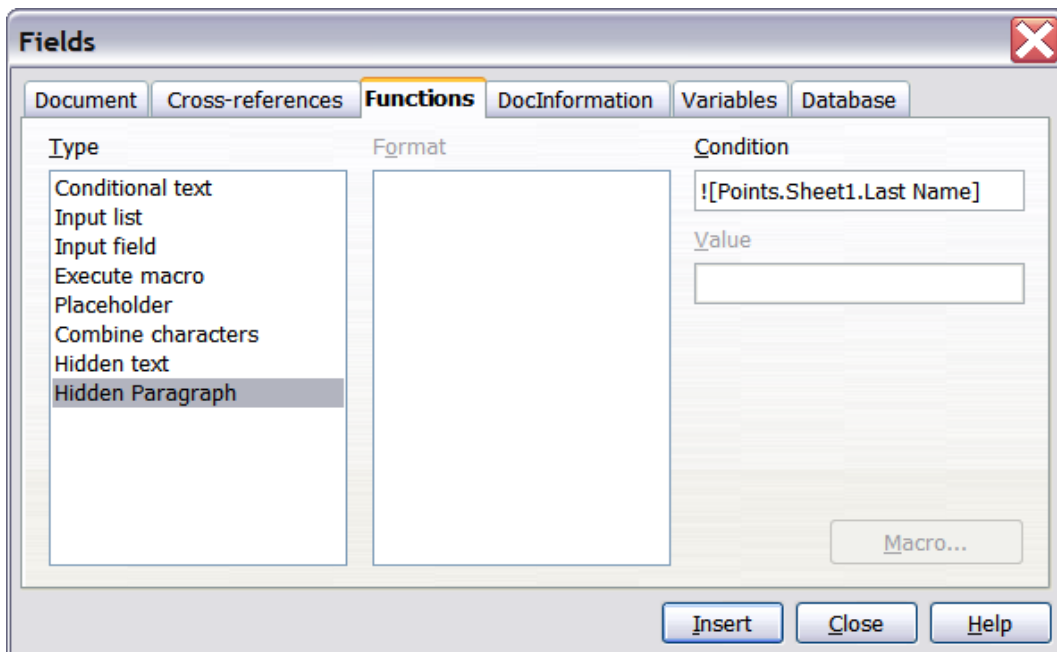 Fields
Document Cross-references Functions DocInformation Variables Database
Type
Format
Condition
Conditional text
Input list
Input field
Execute macro
Placeholder
Combine characters
Hidden text
Hidden Paragraph
![Points.Sheet1.Last Name]
Value
Macro...
Insert Close Help